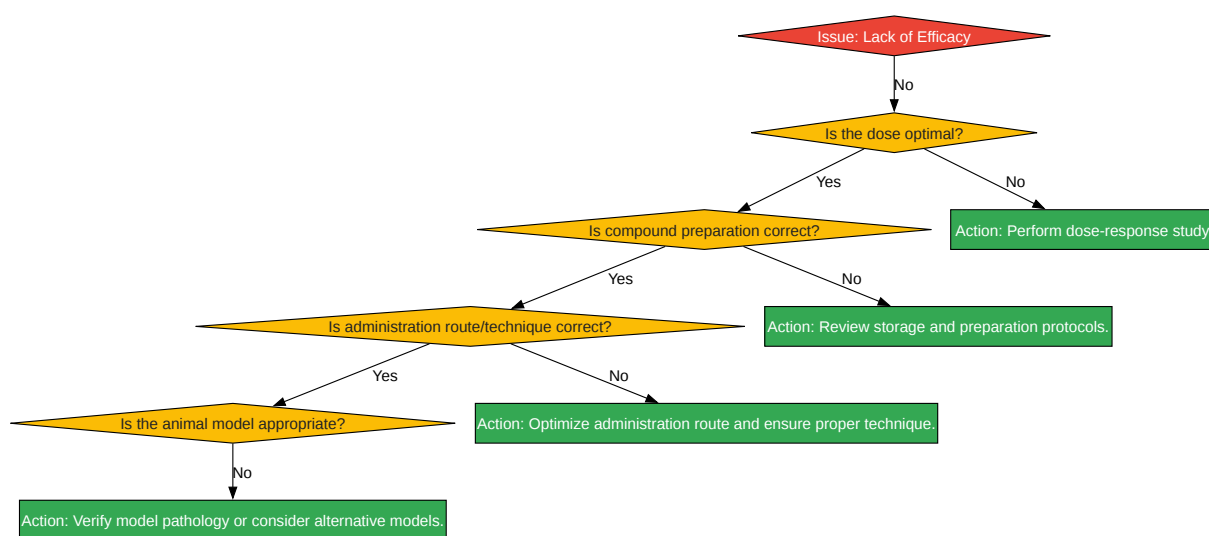 Issue: Lack of Efficacy
No
Is the dose optimal?
Yes
No
Is compound preparation correct?
Action: Perform dose-response study
Yes
No
Is administration route/technique correct?
Action: Review storage and preparation protocols.
Yes
No
Is the animal model appropriate?
Action: Optimize administration route and ensure proper technique.
No
Action: Verify model pathology or consider alternative models.